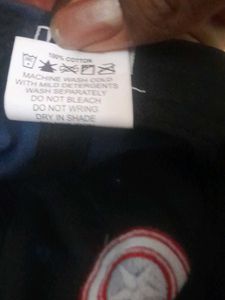 100% COTTON
MACHINE WASH COLD
WITH MILD DETERGENTS
WASH SEPARATELY
DO NOT BLEACH
DO NOT WRING
DRY IN SHADE